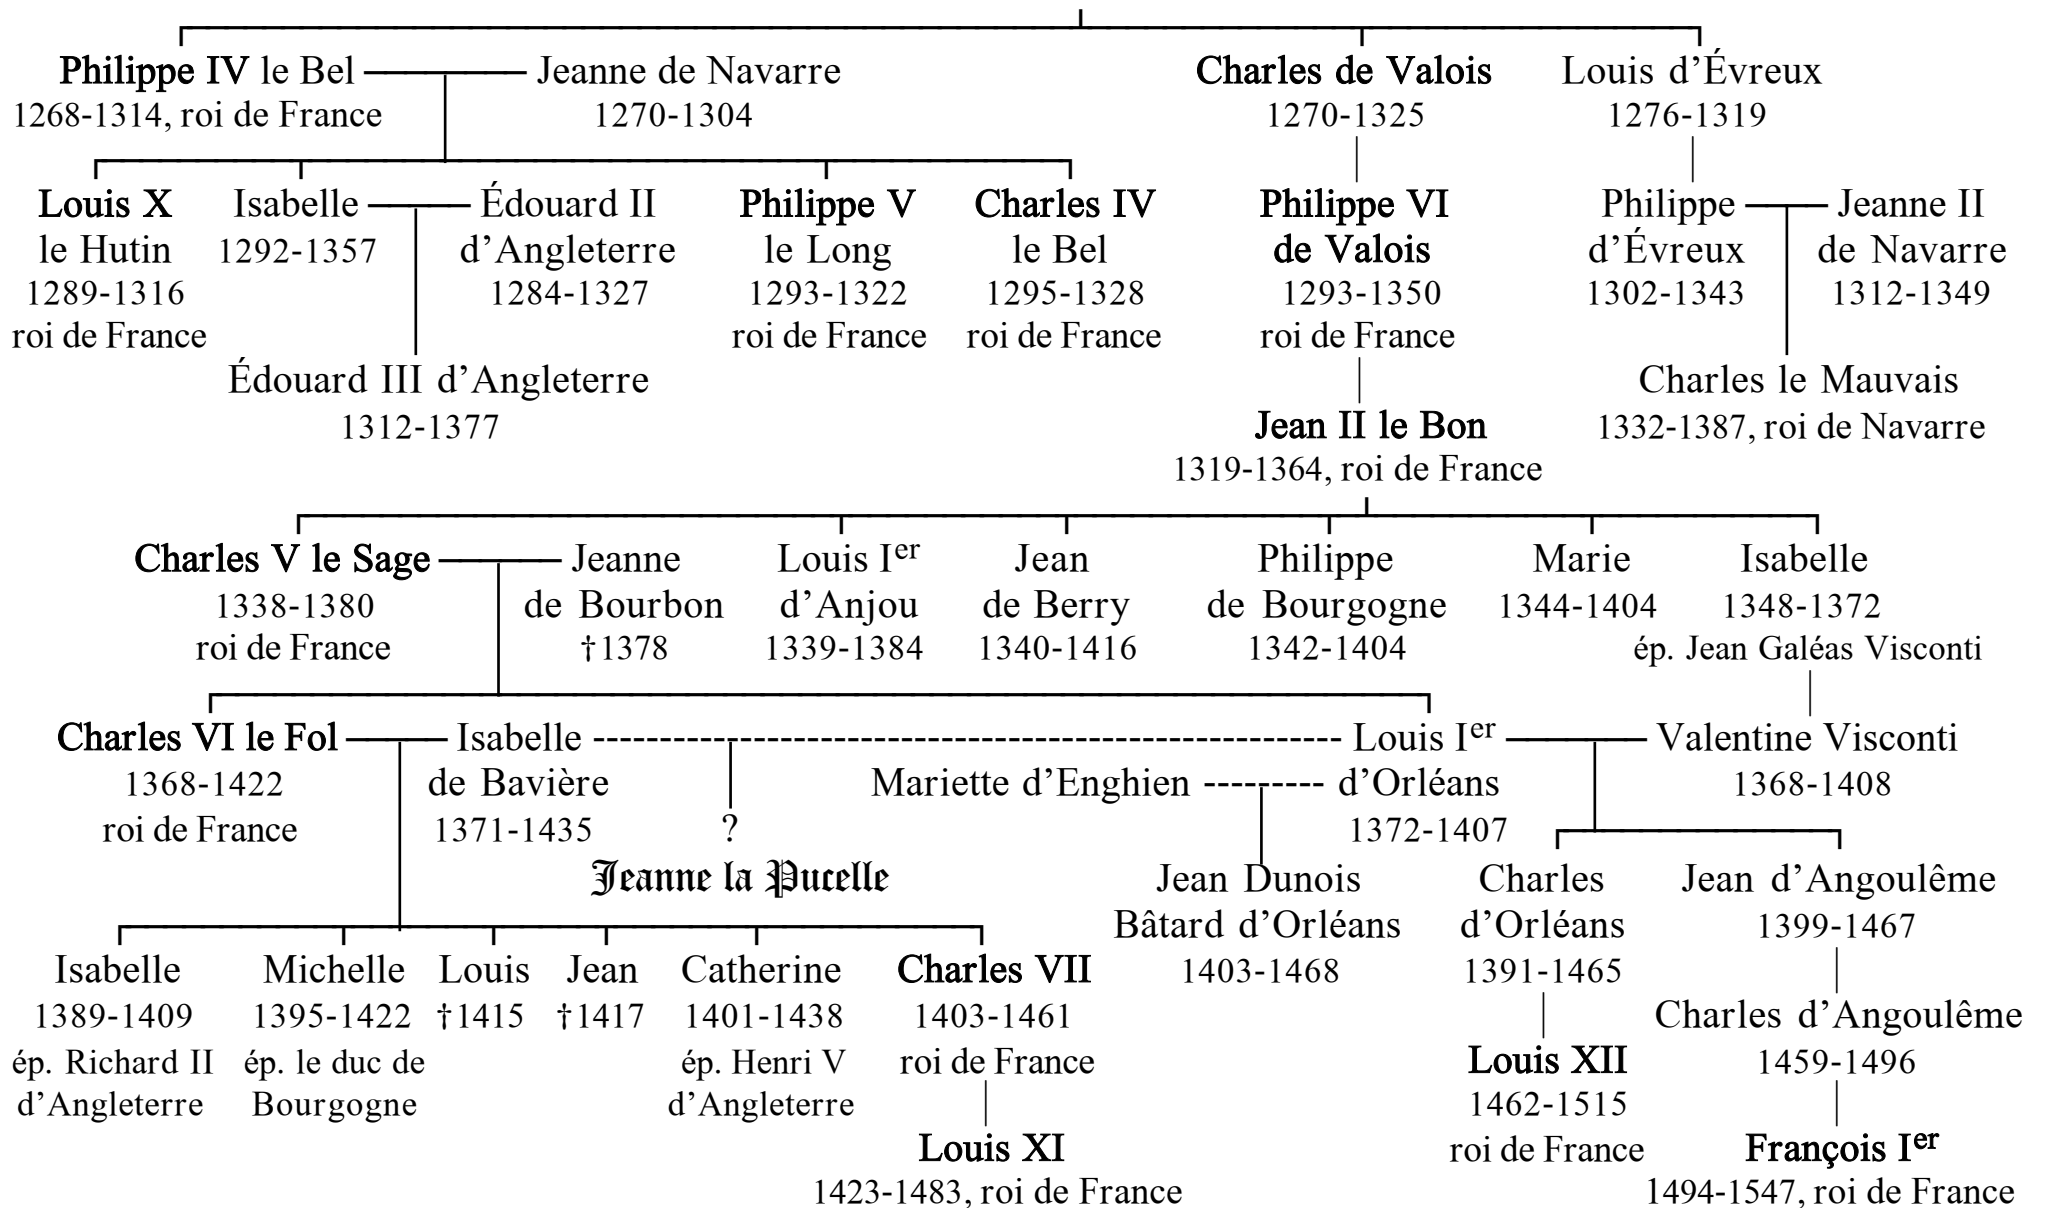 Philippe IV le Bel Jeanne de Navarre Charles de Valois Louis d’Évreux
1268-1314, roi de France 1270-1304 1270-1325 1276-1319
Louis X Isabelle Édouard II Philippe V Charles IV Philippe VI Philippe Jeanne II
le Hutin 1292-1357 d’Angleterre le Long le Bel de Valois d’Évreux de Navarre
1289-1316 1284-1327 1293-1322 1295-1328 1293-1350 1302-1343 1312-1349
roi de France roi de France roi de France roi de France
Édouard III d’Angleterre Charles le Mauvais
1312-1377 Jean II le Bon 1332-1387, roi de Navarre
1319-1364, roi de France
Charles V le Sage Jeanne Louis Ier Jean Philippe Marie Isabelle
1338-1380 de Bourbon d’Anjou de Berry de Bourgogne 1344-1404 1348-1372
roi de France †1378 1339-1384 1340-1416 1342-1404 ép. Jean Galéas Visconti
Charles VI le Fol Isabelle Louis Ier Valentine Visconti
1368-1422 de Bavière Mariette d’Enghien d’Orléans 1368-1408
roi de France 1371-1435 ? 1372-1407
Jeanne la Pucelle Jean Dunois Charles Jean d’Angoulême
Bâtard d’Orléans d’Orléans 1399-1467
Isabelle Michelle Louis Jean Catherine Charles VII 1403-1468 1391-1465
1389-1409 1395-1422 †1415 †1417 1401-1438 1403-1461 Charles d’Angoulême
ép. Richard II ép. le duc de ép. Henri V roi de France Louis XII 1459-1496
d’Angleterre Bourgogne d’Angleterre 1462-1515
Louis XI roi de France François Ier
1423-1483, roi de France 1494-1547, roi de France